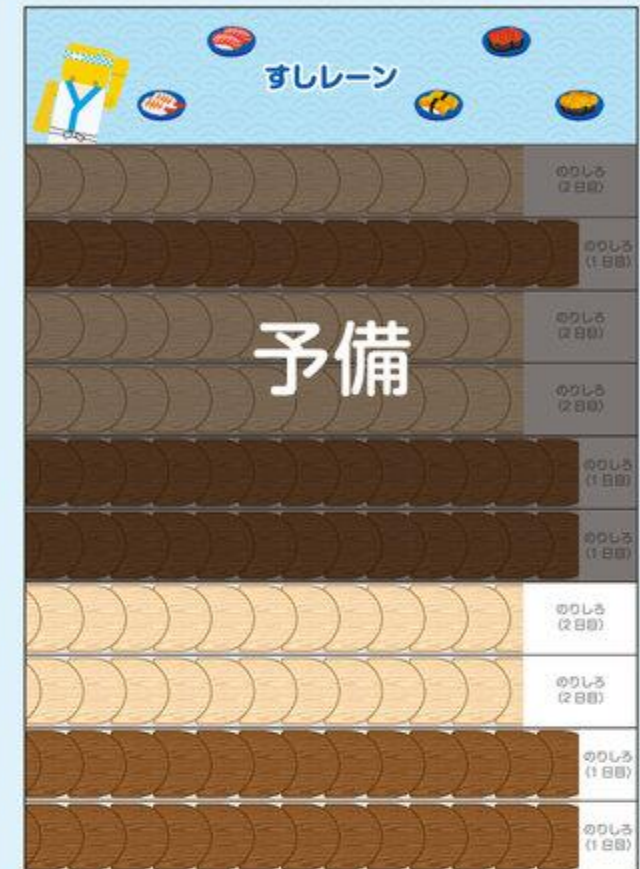 すしレーン
のりしろ
(2日目)
のりしろ
(1日目)
のりしろ
(2日目)
予備
のりしろ
(2日目)
のりしろ
(1日目)
のりしろ
(1日目)
のりしろ
(2日目)
のりしろ
(2日目)
のりしろ
(1日目)
のりしろ
(1日目)